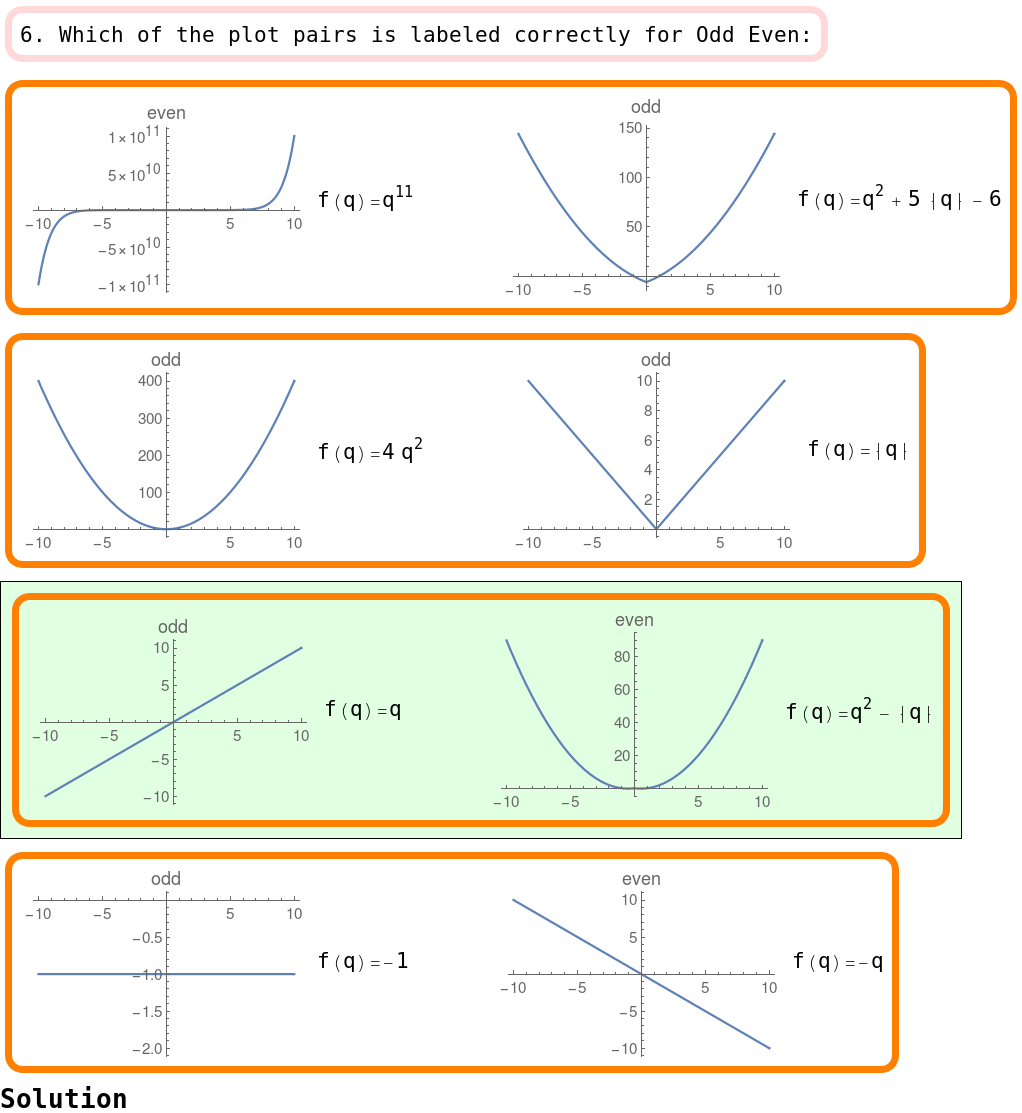 6. Which of the plot pairs is labeled correctly for Odd Even:
even
odd
1×10^11
5×10^10
-5×10^10
-1×10^11
-10 -5 5 10
f(q)=q^11
150
100
50
-10 -5 5 10
f(q)=q^2 + 5 |q| - 6
odd
odd
400
300
200
100
-10 -5 5 10
f(q)=4 q^2
10
8
6
4
2
-10 -5 5 10
f(q)=|q|
odd
even
10
5
-10 -5 5 10
-5
-10
f(q)=q
80
60
40
20
-10 -5 5 10
f(q)=q^2 - |q|
odd
even
-10 -5 5 10
-0.5
-1.0
-1.5
-2.0
f(q)=-1
10
5
-10 -5 5 10
-5
-10
f(q)=-q
Solution